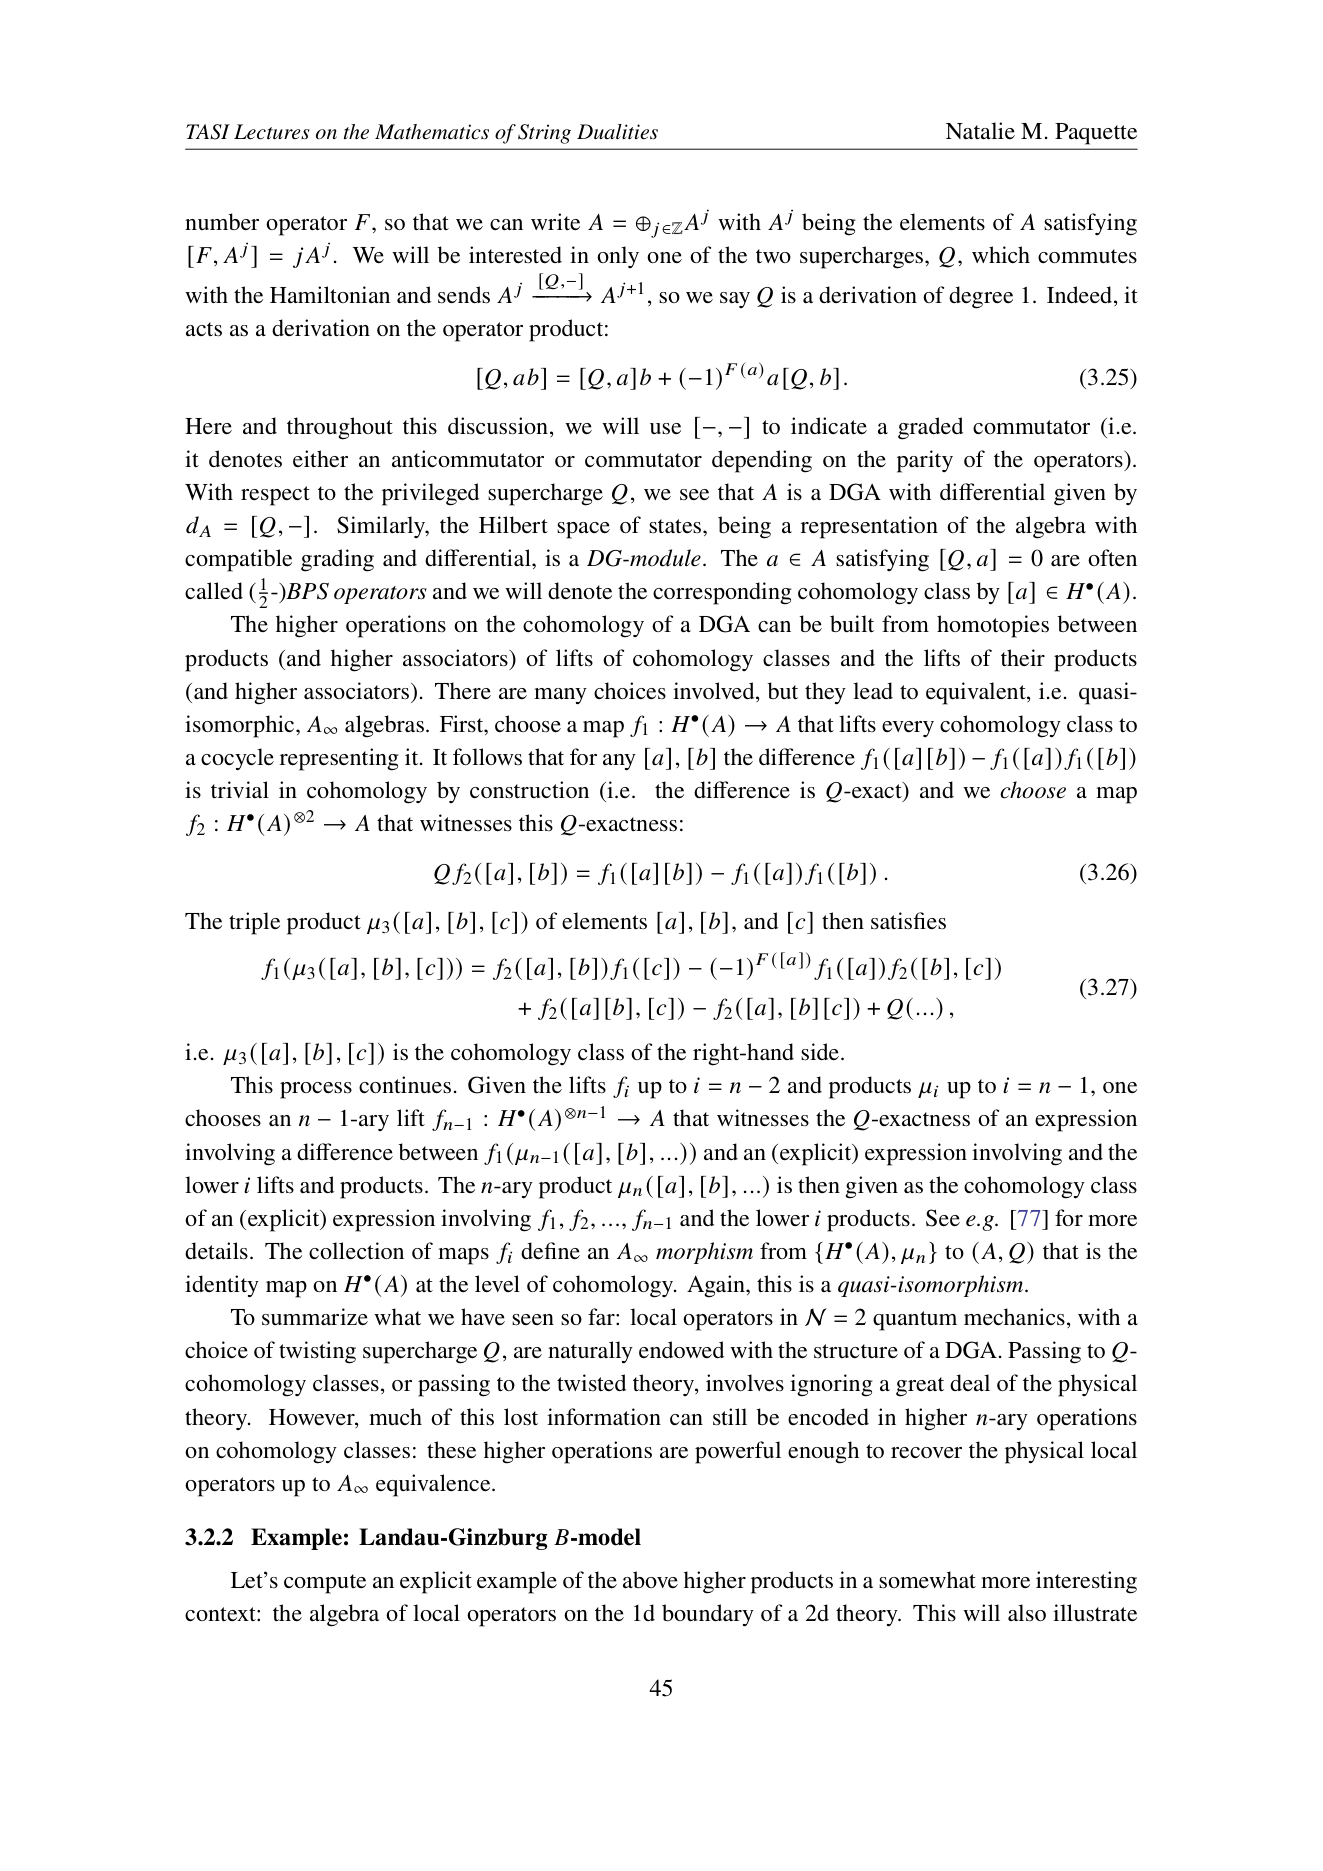 TASI Lectures on the Mathematics of String Dualities Natalie M. Paquette
number operator F, so that we can write A = ⊕_{j∈ℤ}A^j with A^j being the elements of A satisfying
[F, A^j] = jA^j. We will be interested in only one of the two supercharges, Q, which commutes
with the Hamiltonian and sends A^j \xrightarrow{[Q,−]} A^{j+1}, so we say Q is a derivation of degree 1. Indeed, it
acts as a derivation on the operator product:
[Q, ab] = [Q, a]b + (−1)^{F(a)}a[Q, b]. (3.25)
Here and throughout this discussion, we will use [−, −] to indicate a graded commutator (i.e.
it denotes either an anticommutator or commutator depending on the parity of the operators).
With respect to the privileged supercharge Q, we see that A is a DGA with differential given by
d_A = [Q, −]. Similarly, the Hilbert space of states, being a representation of the algebra with
compatible grading and differential, is a DG-module. The a ∈ A satisfying [Q, a] = 0 are often
called (½-)BPS operators and we will denote the corresponding cohomology class by [a] ∈ H^•(A).
The higher operations on the cohomology of a DGA can be built from homotopies between
products (and higher associators) of lifts of cohomology classes and the lifts of their products
(and higher associators). There are many choices involved, but they lead to equivalent, i.e. quasi-
isomorphic, A_∞ algebras. First, choose a map f_1 : H^•(A) → A that lifts every cohomology class to
a cocycle representing it. It follows that for any [a], [b] the difference f_1([a][b]) − f_1([a])f_1([b])
is trivial in cohomology by construction (i.e. the difference is Q-exact) and we choose a map
f_2 : H^•(A)^{⊗2} → A that witnesses this Q-exactness:
Qf_2([a], [b]) = f_1([a][b]) − f_1([a])f_1([b]) . (3.26)
The triple product μ_3([a], [b], [c]) of elements [a], [b], and [c] then satisfies
f_1(μ_3([a], [b], [c])) = f_2([a], [b])f_1([c]) − (−1)^{F([a])}f_1([a])f_2([b], [c])
+ f_2([a][b], [c]) − f_2([a], [b][c]) + Q(...) , (3.27)
i.e. μ_3([a], [b], [c]) is the cohomology class of the right-hand side.
This process continues. Given the lifts f_i up to i = n − 2 and products μ_i up to i = n − 1, one
chooses an n − 1-ary lift f_{n−1} : H^•(A)^{⊗n−1} → A that witnesses the Q-exactness of an expression
involving a difference between f_1(μ_{n−1}([a], [b], ...)) and an (explicit) expression involving and the
lower i lifts and products. The n-ary product μ_n([a], [b], ...) is then given as the cohomology class
of an (explicit) expression involving f_1, f_2, ..., f_{n−1} and the lower i products. See e.g. [77] for more
details. The collection of maps f_i define an A_∞ morphism from {H^•(A), μ_n} to (A, Q) that is the
identity map on H^•(A) at the level of cohomology. Again, this is a quasi-isomorphism.
To summarize what we have seen so far: local operators in 𝒩 = 2 quantum mechanics, with a
choice of twisting supercharge Q, are naturally endowed with the structure of a DGA. Passing to Q-
cohomology classes, or passing to the twisted theory, involves ignoring a great deal of the physical
theory. However, much of this lost information can still be encoded in higher n-ary operations
on cohomology classes: these higher operations are powerful enough to recover the physical local
operators up to A_∞ equivalence.
3.2.2 Example: Landau-Ginzburg B-model
Let's compute an explicit example of the above higher products in a somewhat more interesting
context: the algebra of local operators on the 1d boundary of a 2d theory. This will also illustrate
45